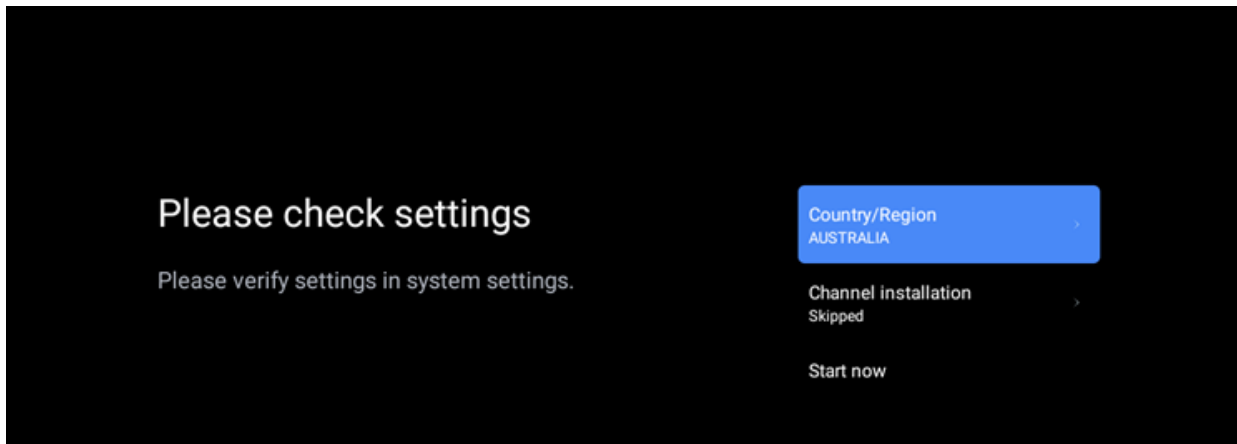 Please check settings
Please verify settings in system settings.
Country/Region
AUSTRALIA
Channel installation
Skipped
Start now